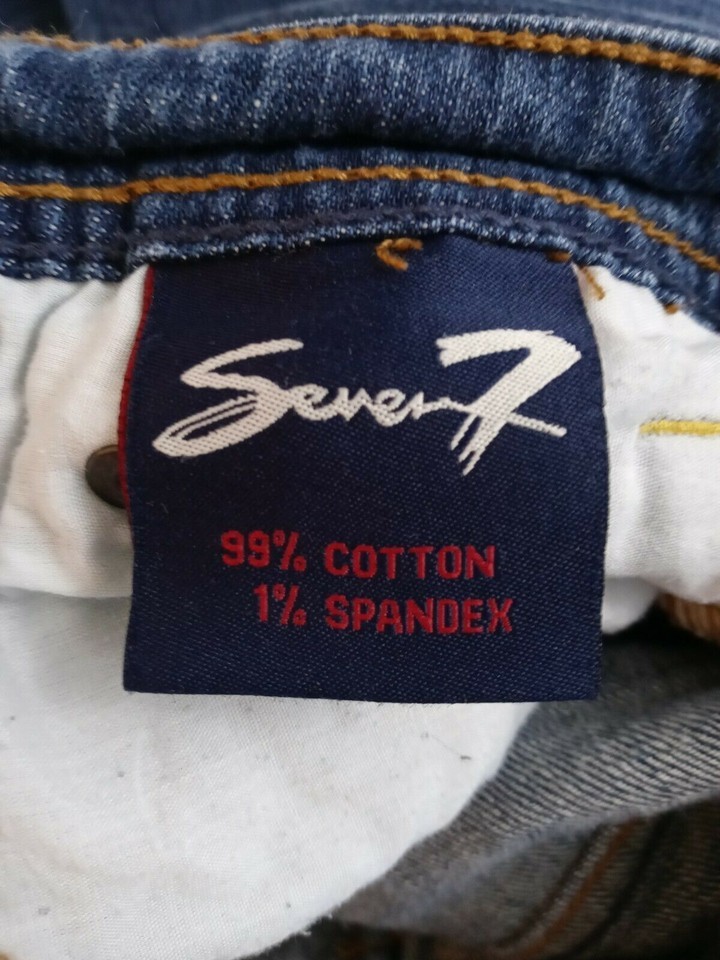 Seven7
99% COTTON
1% SPANDEX